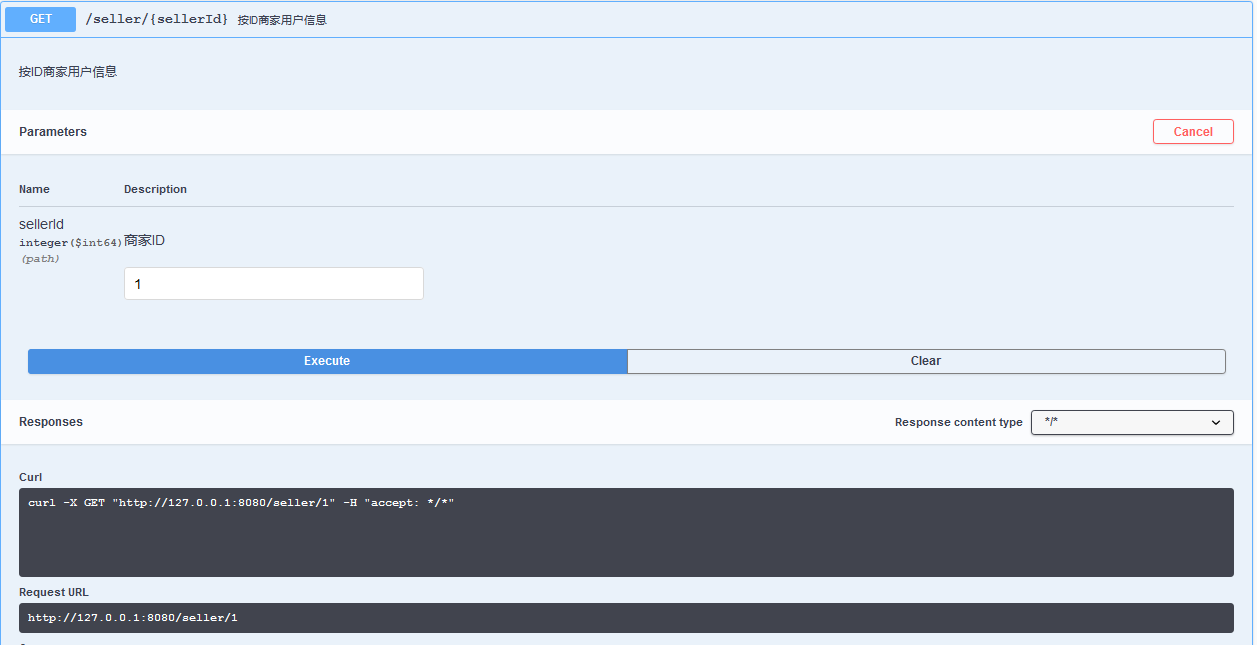 GET /seller/{sellerId} 按ID商家用户信息
按ID商家用户信息
Parameters
Cancel
Name Description
sellerId
integer($int64)
(path)
商家ID
1
Execute
Clear
Responses
Response content type
*/*
Curl
curl -X GET "http://127.0.0.1:8080/seller/1" -H "accept: */*"
Request URL
http://127.0.0.1:8080/seller/1